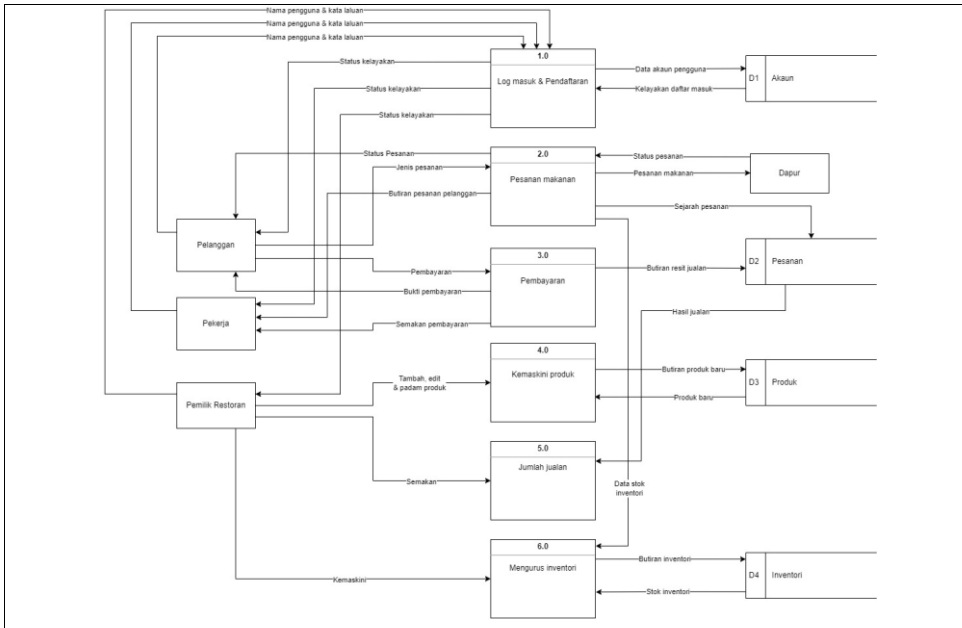 Nama pengguna & kata laluan
Nama pengguna & kata laluan
Nama pengguna & kata laluan
1.0
Log masuk & Pendaftaran
Status kelayakan
Status kelayakan
Status kelayakan
Data akaun pengguna
Kelayakan daftar masuk
D1
Akaun
2.0
Pesanan makanan
Status Pesanan
Jenis pesanan
Butiran pesanan pelanggan
Status pesanan
Pesanan makanan
Dapur
Sejarah pesanan
Pelanggan
3.0
Pembayaran
Pembayaran
Bukti pembayaran
Semakan pembayaran
Butiran resit jualan
D2
Pesanan
Hasil jualan
Pekerja
4.0
Kemaskini produk
Tambah, edit
& padam produk
Butiran produk baru
Produk baru
D3
Produk
Pemilik Restoran
5.0
Jumlah jualan
Semakan
Data stok
inventori
6.0
Mengurus inventori
Kemaskini
Butiran inventori
Stok inventori
D4
Inventori